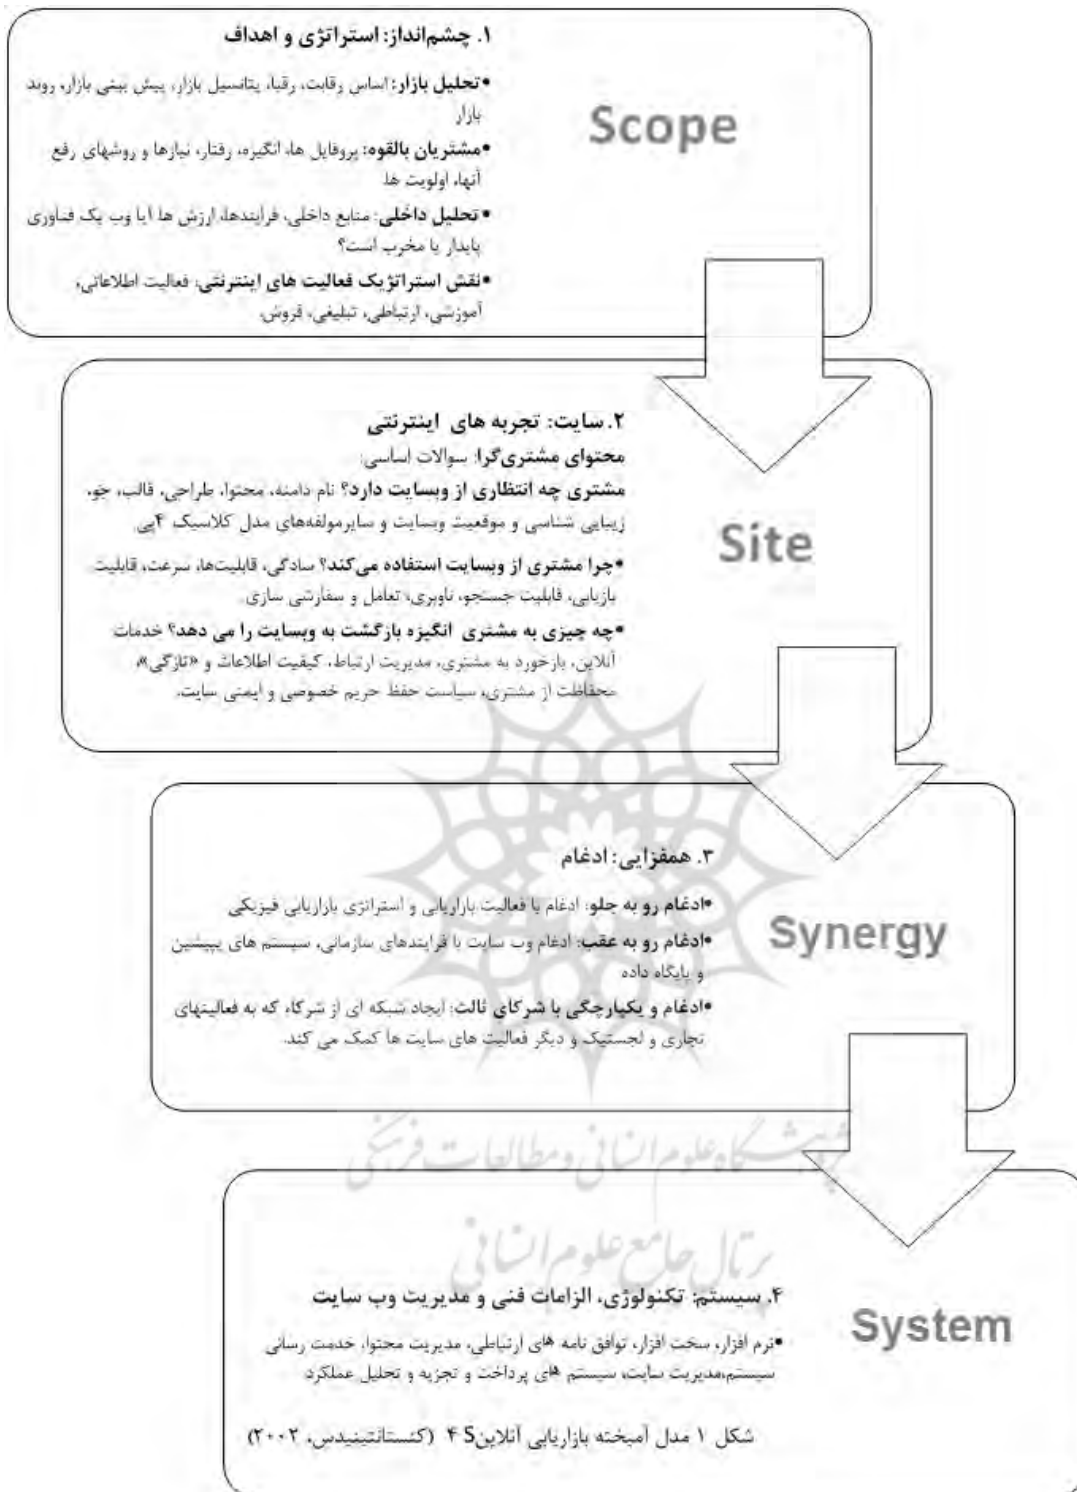 ۱. چشم‌انداز: استراتژی و اهداف
•تحلیل بازار: اساس رقابت، رقبا، پتانسیل بازار، پیش بینی بازار، روند
بازار
•مشتریان بالقوه: پروفایل ها، انگیزه، رفتار، نیازها و روشهای رفع
آنها، اولویت ها.
•تحلیل داخلی: منابع داخلی، فرایندها، ارزش ها آیا وب یک فناوری
پایدار یا مخرب است؟
•نقش استراتژیک فعالیت های اینترنتی: فعالیت اطلاعاتی،
آموزشی، ارتباطی، تبلیغی، فروش.
Scope
۲. سایت: تجربه های اینترنتی
محتوای مشتری‌گرا: سوالات اساسی:
مشتری چه انتظاری از وبسایت دارد؟ نام دامنه، محتوا، طراحی، قالب، جو،
زیبایی شناسی و موقعیت وبسایت و سایرمولفه‌های مدل کلاسیک ۴پی
•چرا مشتری از وبسایت استفاده می‌کند؟ سادگی، قابلیت‌ها، سرعت، قابلیت
بازیابی، قابلیت جستجو، ناوبری، تعامل و سفارشی سازی
•چه چیزی به مشتری انگیزه بازگشت به وبسایت را می دهد؟ خدمات
آنلاین، بازخورد به مشتری، مدیریت ارتباط، کیفیت اطلاعات و «تازگی»،
محافظت از مشتری، سیاست حفظ حریم خصوصی و ایمنی سایت.
Site
۳. همفزایی: ادغام
•ادغام رو به جلو: ادغام با فعالیت بازاریابی و استراتژی بازاریابی فیزیکی
•ادغام رو به عقب: ادغام وب سایت با فرایندهای سازمانی، سیستم های پیپشین
و پایگاه داده
•ادغام و یکپارچگی با شرکای ثالث: ایجاد شبکه ای از شرکاء که به فعالیتهای
تجاری و لجستیک و دیگر فعالیت های سایت ها کمک می کند.
Synergy
پژوهشگاه علوم انسانی و مطالعات فرهنگی
پرتال جامع علوم انسانی
۴. سیستم: تکنولوژی، الزامات فنی و مدیریت وب سایت
•نرم افزار، سخت افزار، توافق نامه های ارتباطی، مدیریت محتوا، خدمت رسانی
سیستم،مدیریت سایت، سیستم های پرداخت و تجزیه و تحلیل عملکرد
System
شکل ۱ مدل آمیخته بازاریابی آنلاین۴ S (کنستانتینیدس، ۲۰۰۲)